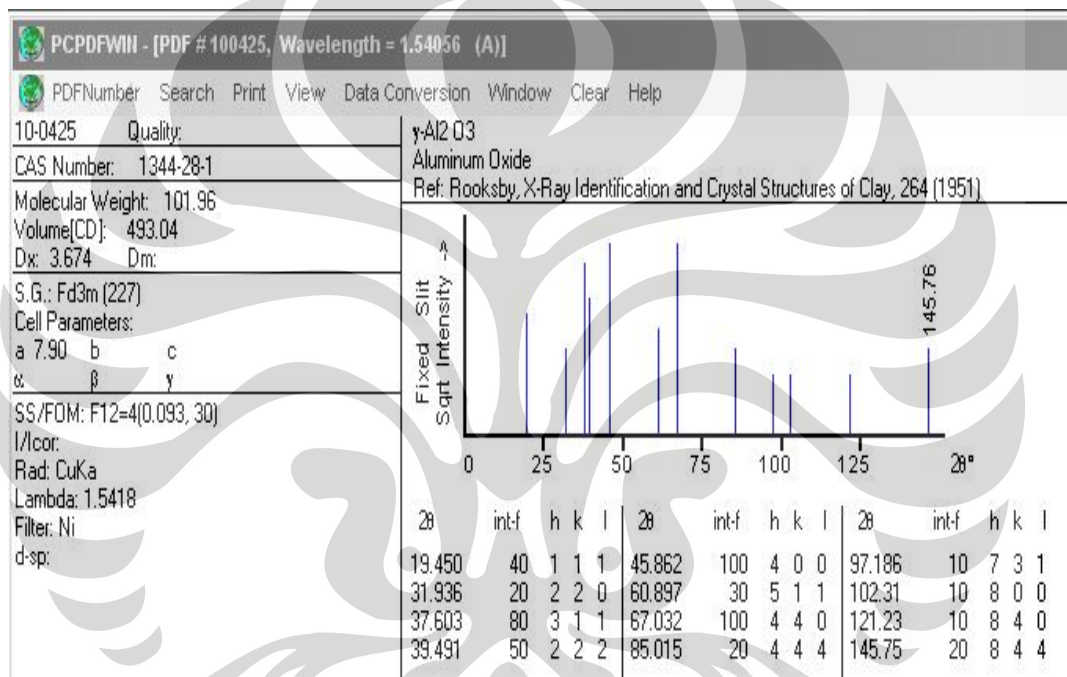 PCPDFWIN - [PDF # 100425, Wavelength = 1.54056 (A)]
PDFNumber Search Print View Data Conversion Window Clear Help
10-0425 Quality:
CAS Number: 1344-28-1
Molecular Weight: 101.96
Volume[CD]: 493.04
Dx: 3.674 Dm:
S.G.: Fd3m (227)
Cell Parameters:
a 7.90 b c
α β γ
SS/FOM: F12=4(0.093, 30)
I/Icor:
Rad: CuKa
Lambda: 1.5418
Filter: Ni
d-sp:
γ-Al2 O3
Aluminum Oxide
Ref: Rooksby, X-Ray Identification and Crystal Structures of Clay, 264 (1951)
Fixed Slit
Sqrt Intensity ->
145.76
0 25 50 75 100 125 2θ°
2θ int-f h k l 2θ int-f h k l 2θ int-f h k l
19.450 40 1 1 1 45.862 100 4 0 0 97.186 10 7 3 1
31.936 20 2 2 0 60.897 30 5 1 1 102.31 10 8 0 0
37.603 80 3 1 1 67.032 100 4 4 0 121.23 10 8 4 0
39.491 50 2 2 2 85.015 20 4 4 4 145.75 20 8 4 4